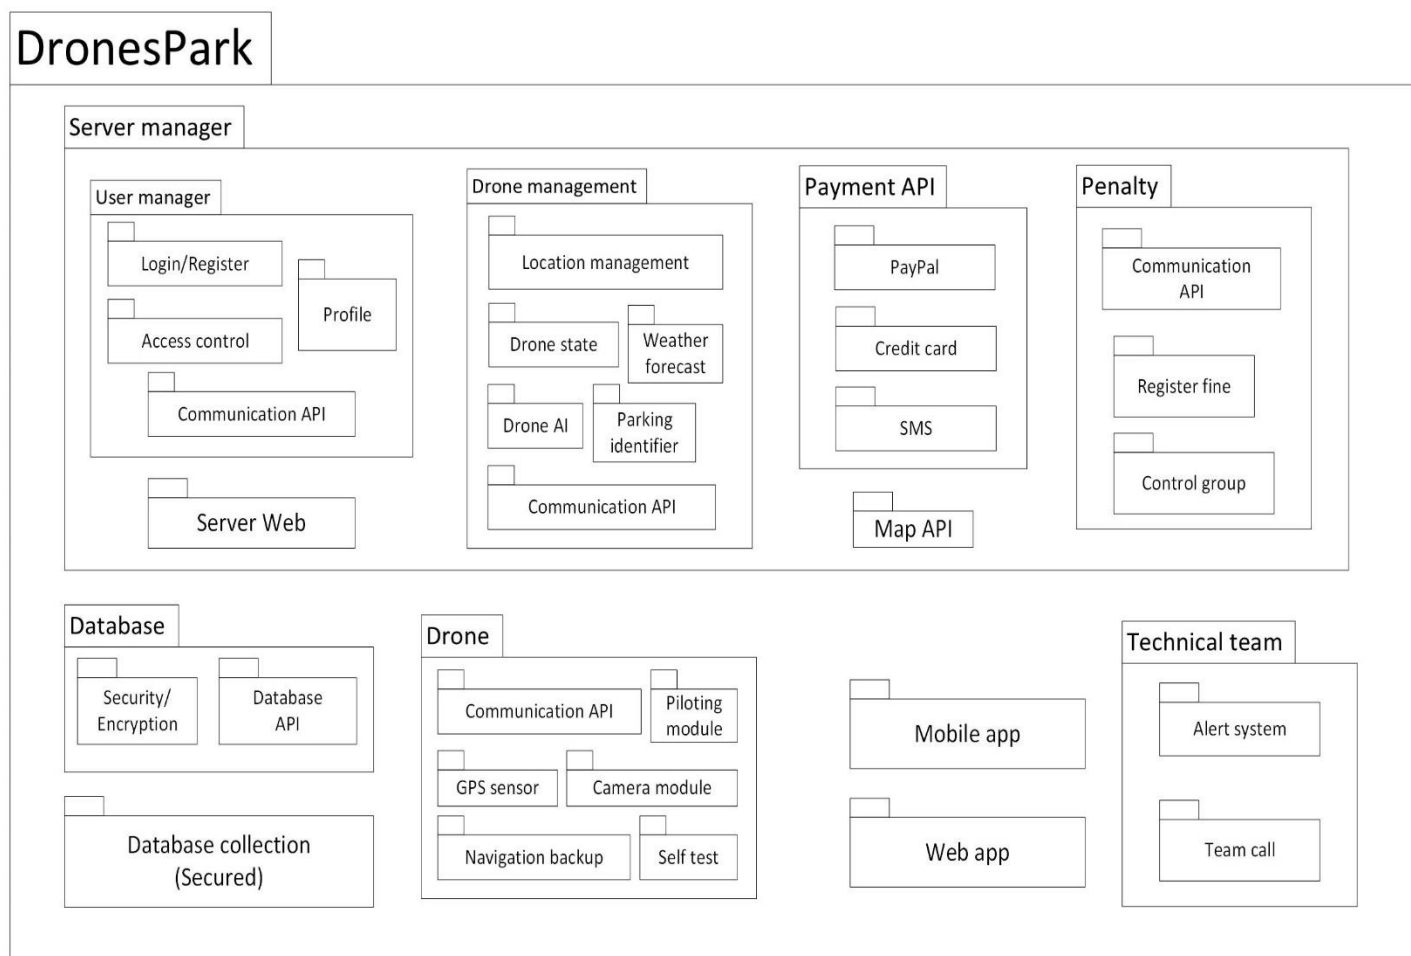 DronesPark
Server manager
User manager
Login/Register
Profile
Access control
Communication API
Server Web
Drone management
Location management
Drone state
Weather
forecast
Drone AI
Parking
identifier
Communication API
Payment API
PayPal
Credit card
SMS
Map API
Penalty
Communication
API
Register fine
Control group
Database
Security/
Encryption
Database
API
Database collection
(Secured)
Drone
Communication API
Piloting
module
GPS sensor
Camera module
Navigation backup
Self test
Mobile app
Web app
Technical team
Alert system
Team call